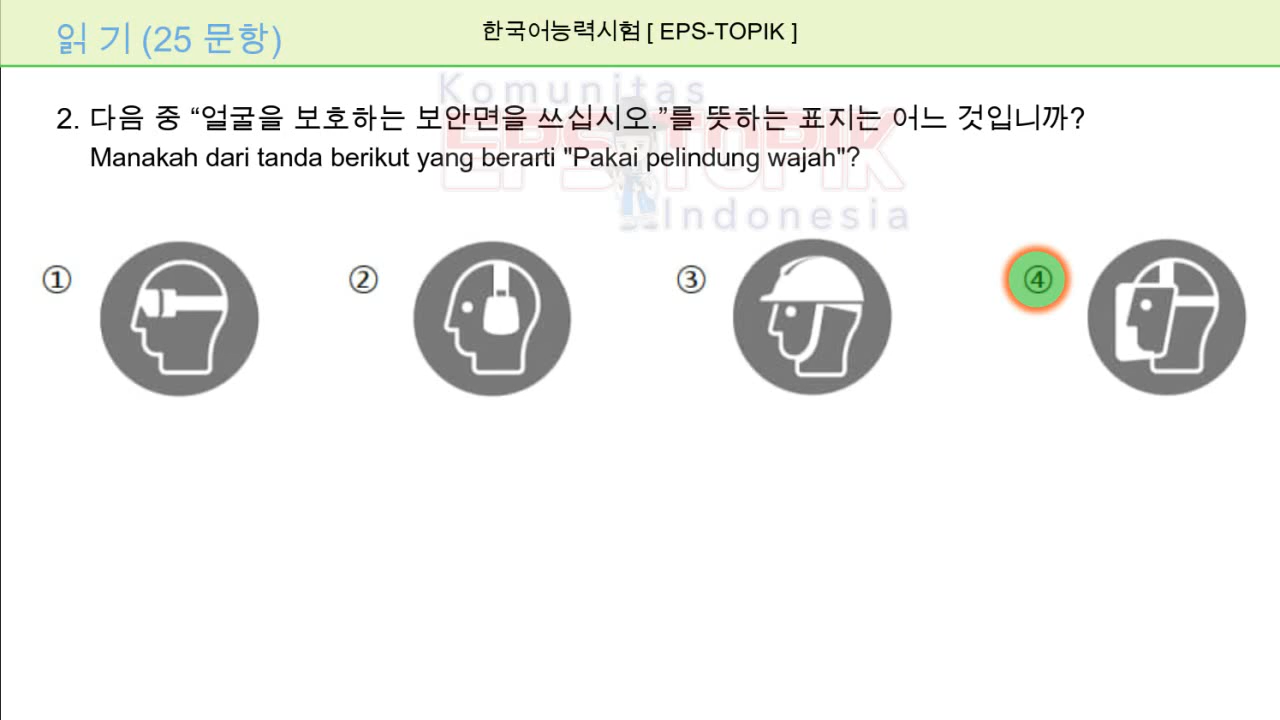 읽 기 (25 문항)
한국어능력시험 [ EPS-TOPIK ]
Komunitas
EPS TOPIK
Indonesia
2. 다음 중 “얼굴을 보호하는 보안면을 쓰십시오.”를 뜻하는 표지는 어느 것입니까?
Manakah dari tanda berikut yang berarti "Pakai pelindung wajah"?
① ② ③ ④